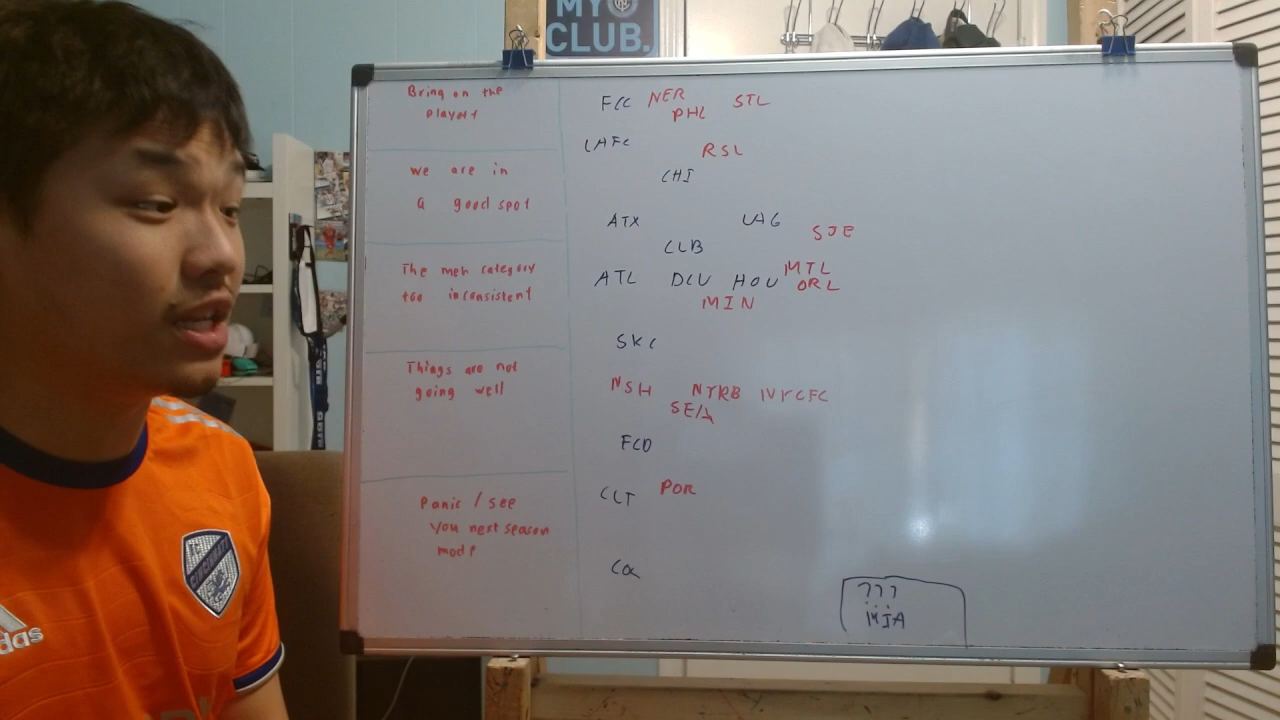 MY
CLUB.
Bring on the
playoff
FCC NER STL
PHL
LAFC RSL
we are in
CHI
a good spot
ATX LAG SJE
CLB
The meh category
MTL
too inconsistent
ATL DCU HOU ORL
MIN
SKC
Things are not
going well
NSH NYRB NYCFC
SEA
FCD
CLT POR
Panic / see
you next season
mode
COL
???
MIA
CINCINNATI
das